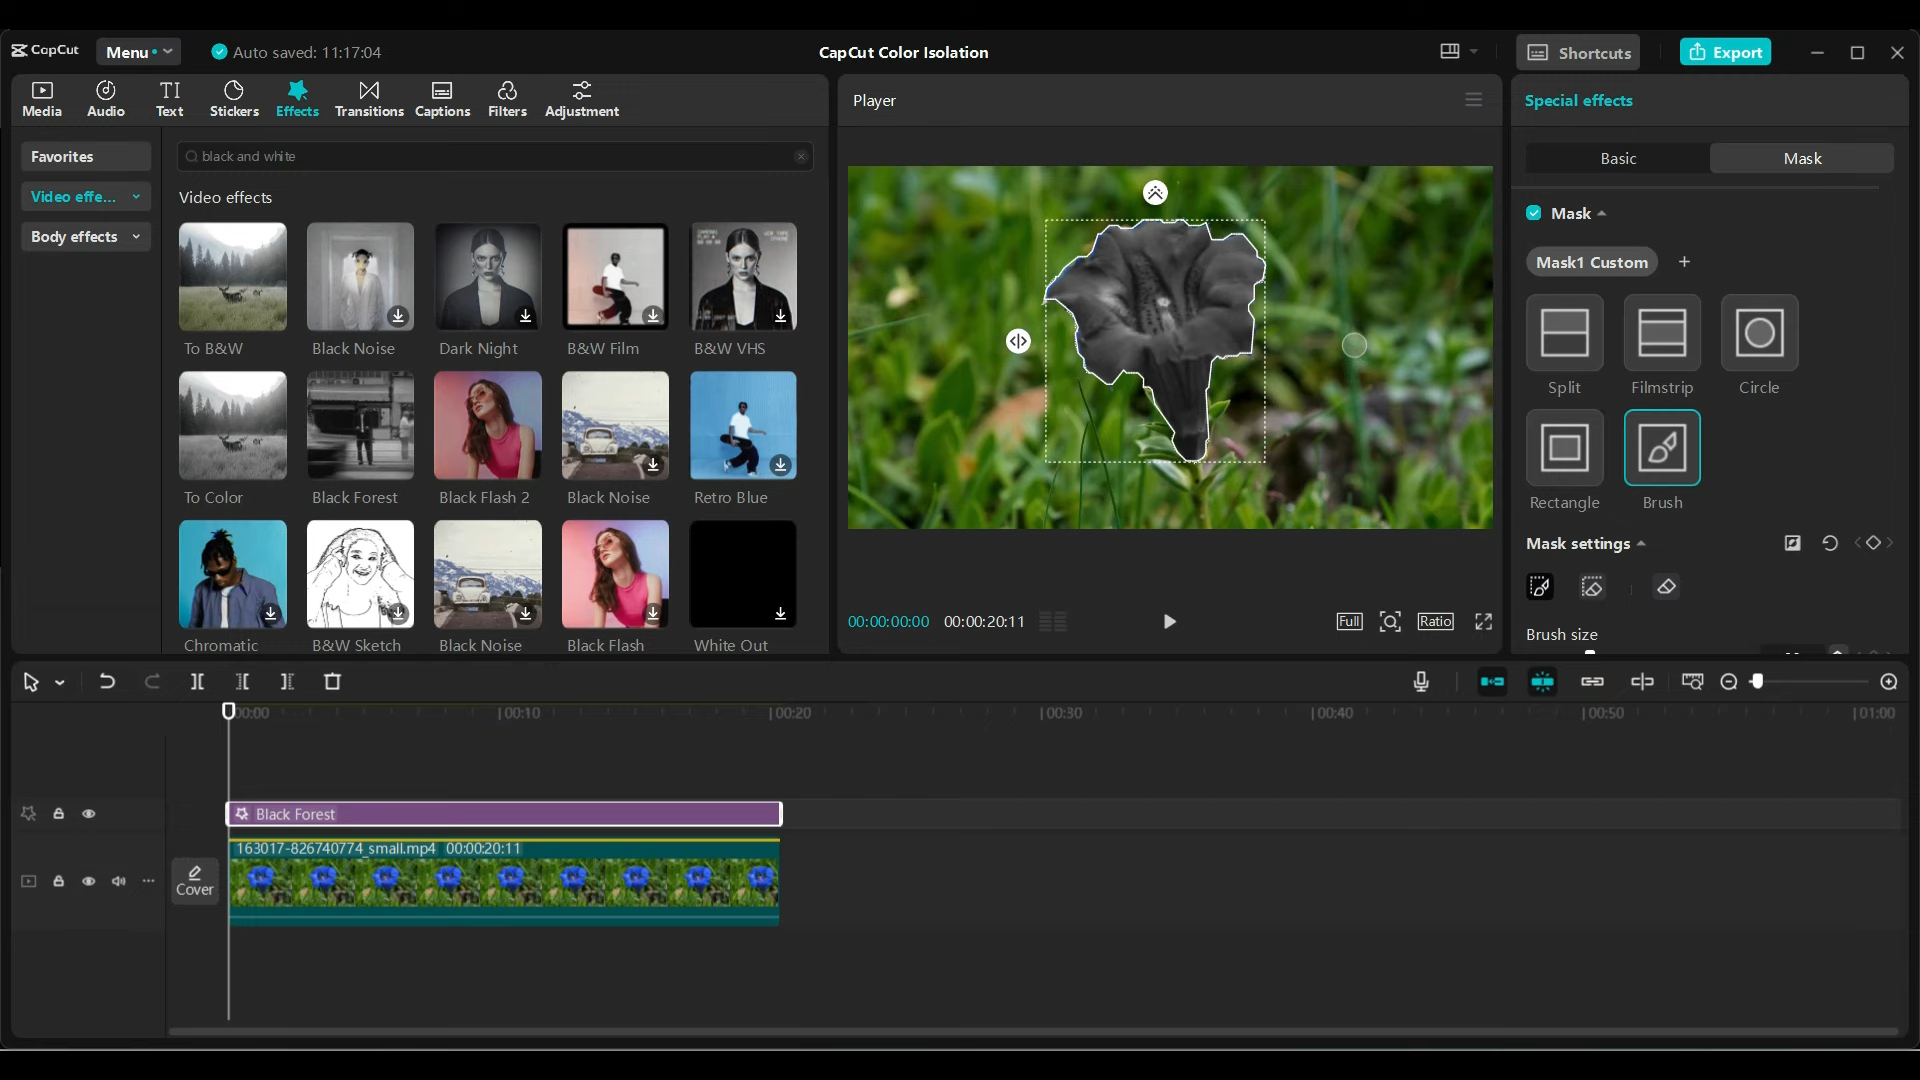 CapCut Menu Auto saved: 11:17:04 CapCut Color Isolation Shortcuts Export
Media Audio Text Stickers Effects Transitions Captions Filters Adjustment
Favorites
Video effe...
Body effects
black and white
Video effects
To B&W Black Noise Dark Night B&W Film B&W VHS
To Color Black Forest Black Flash 2 Black Noise Retro Blue
Chromatic B&W Sketch Black Noise Black Flash White Out
Player
00:00:00:00 00:00:20:11 Full Ratio
Special effects
Basic Mask
Mask
Mask1 Custom +
Split Filmstrip Circle
Rectangle Brush
Mask settings
Brush size
00:00 00:10 00:20 00:30 00:40 00:50 01:00
Black Forest
163017-826740774_small.mp4 00:00:20:11
Cover